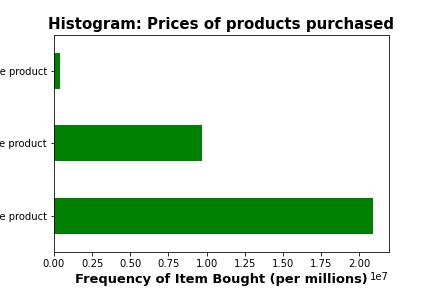 Histogram: Prices of products purchased
e product
e product
e product
0.00 0.25 0.50 0.75 1.00 1.25 1.50 1.75 2.00
1e7
Frequency of Item Bought (per millions)